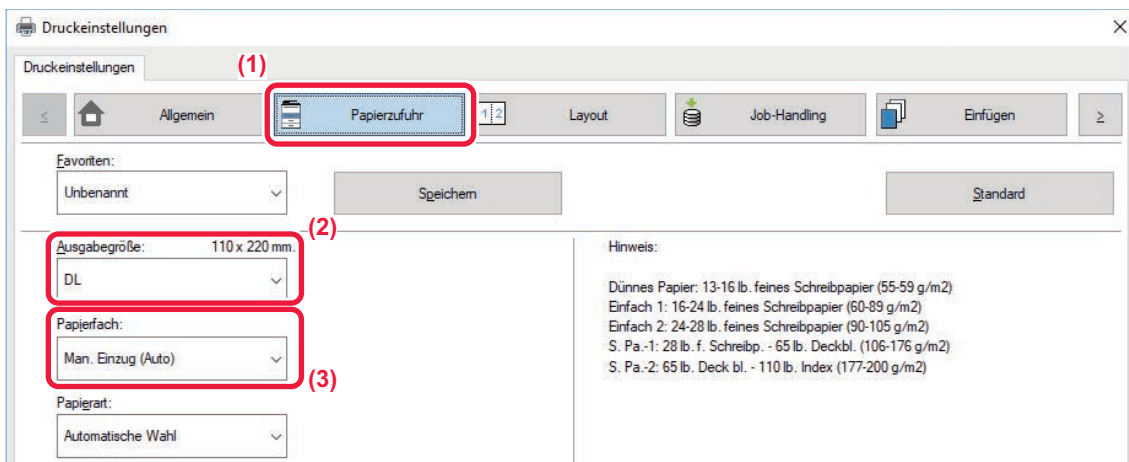 Druckeinstellungen
Druckeinstellungen
(1)
< Allgemein Papierzufuhr 1 2 Layout Job-Handling Einfügen >
Favoriten:
Unbenannt Speichern Standard
(2)
Ausgabegröße: 110 x 220 mm.
DL
Papierfach:
Man. Einzug (Auto)
(3)
Papierart:
Automatische Wahl
Hinweis:
Dünnes Papier: 13-16 lb. feines Schreibpapier (55-59 g/m2)
Einfach 1: 16-24 lb. feines Schreibpapier (60-89 g/m2)
Einfach 2: 24-28 lb. feines Schreibpapier (90-105 g/m2)
S. Pa.-1: 28 lb. f. Schreibp. - 65 lb. Deckbl. (106-176 g/m2)
S. Pa.-2: 65 lb. Deck bl. - 110 lb. Index (177-200 g/m2)